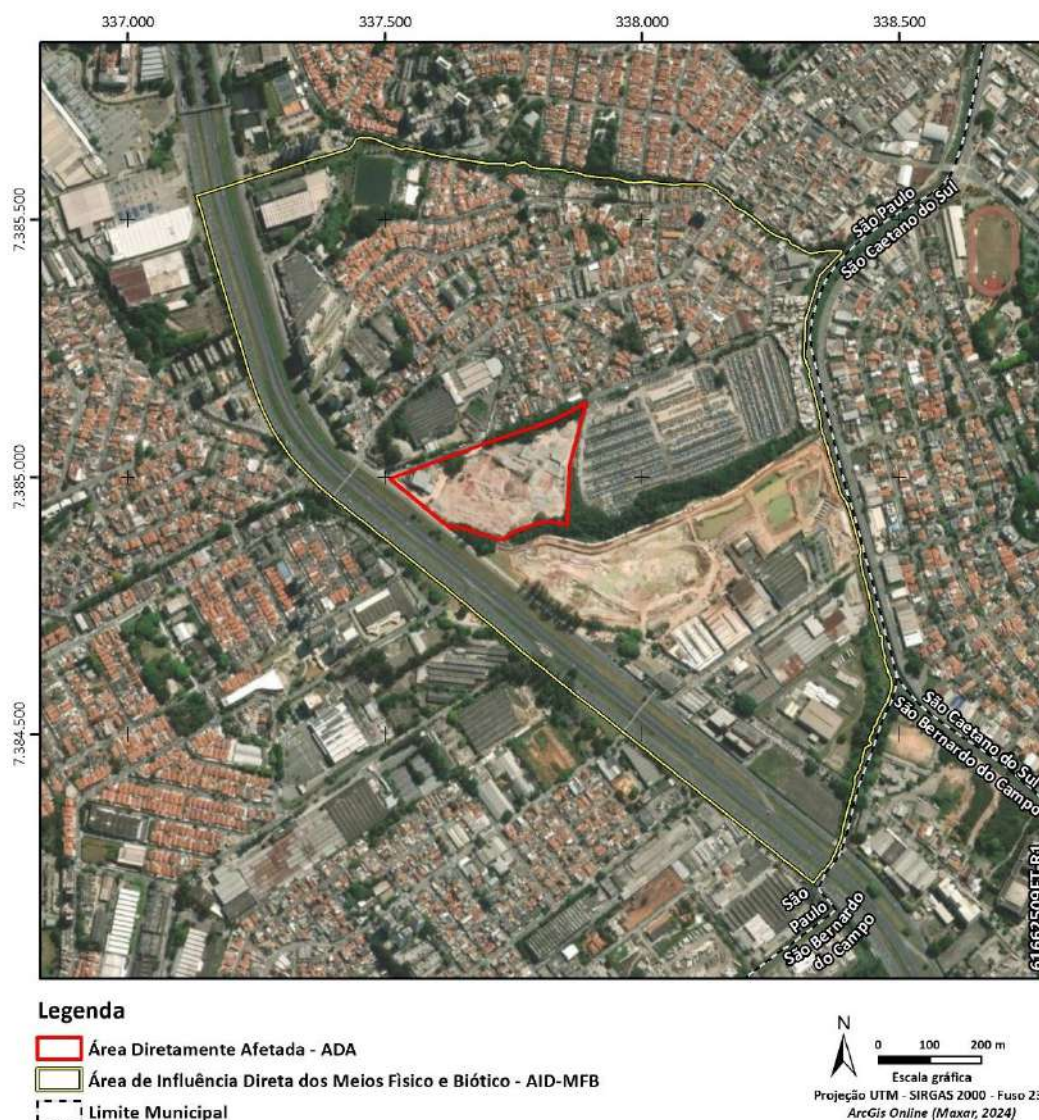 337.000
337.500
338.000
338.500
7.385.500
7.385.000
7.384.500
São Paulo
São Caetano do Sul
São Caetano do Sul
São Bernardo do Campo
São
Paulo
São Bernardo
do Campo
61662509FT-R1
Legenda
Área Diretamente Afetada - ADA
Área de Influência Direta dos Meios Físico e Biótico - AID-MFB
Limite Municipal
N
0 100 200 m
Escala gráfica
Projeção UTM - SIRGAS 2000 - Fuso 23
ArcGis Online (Maxar, 2024)